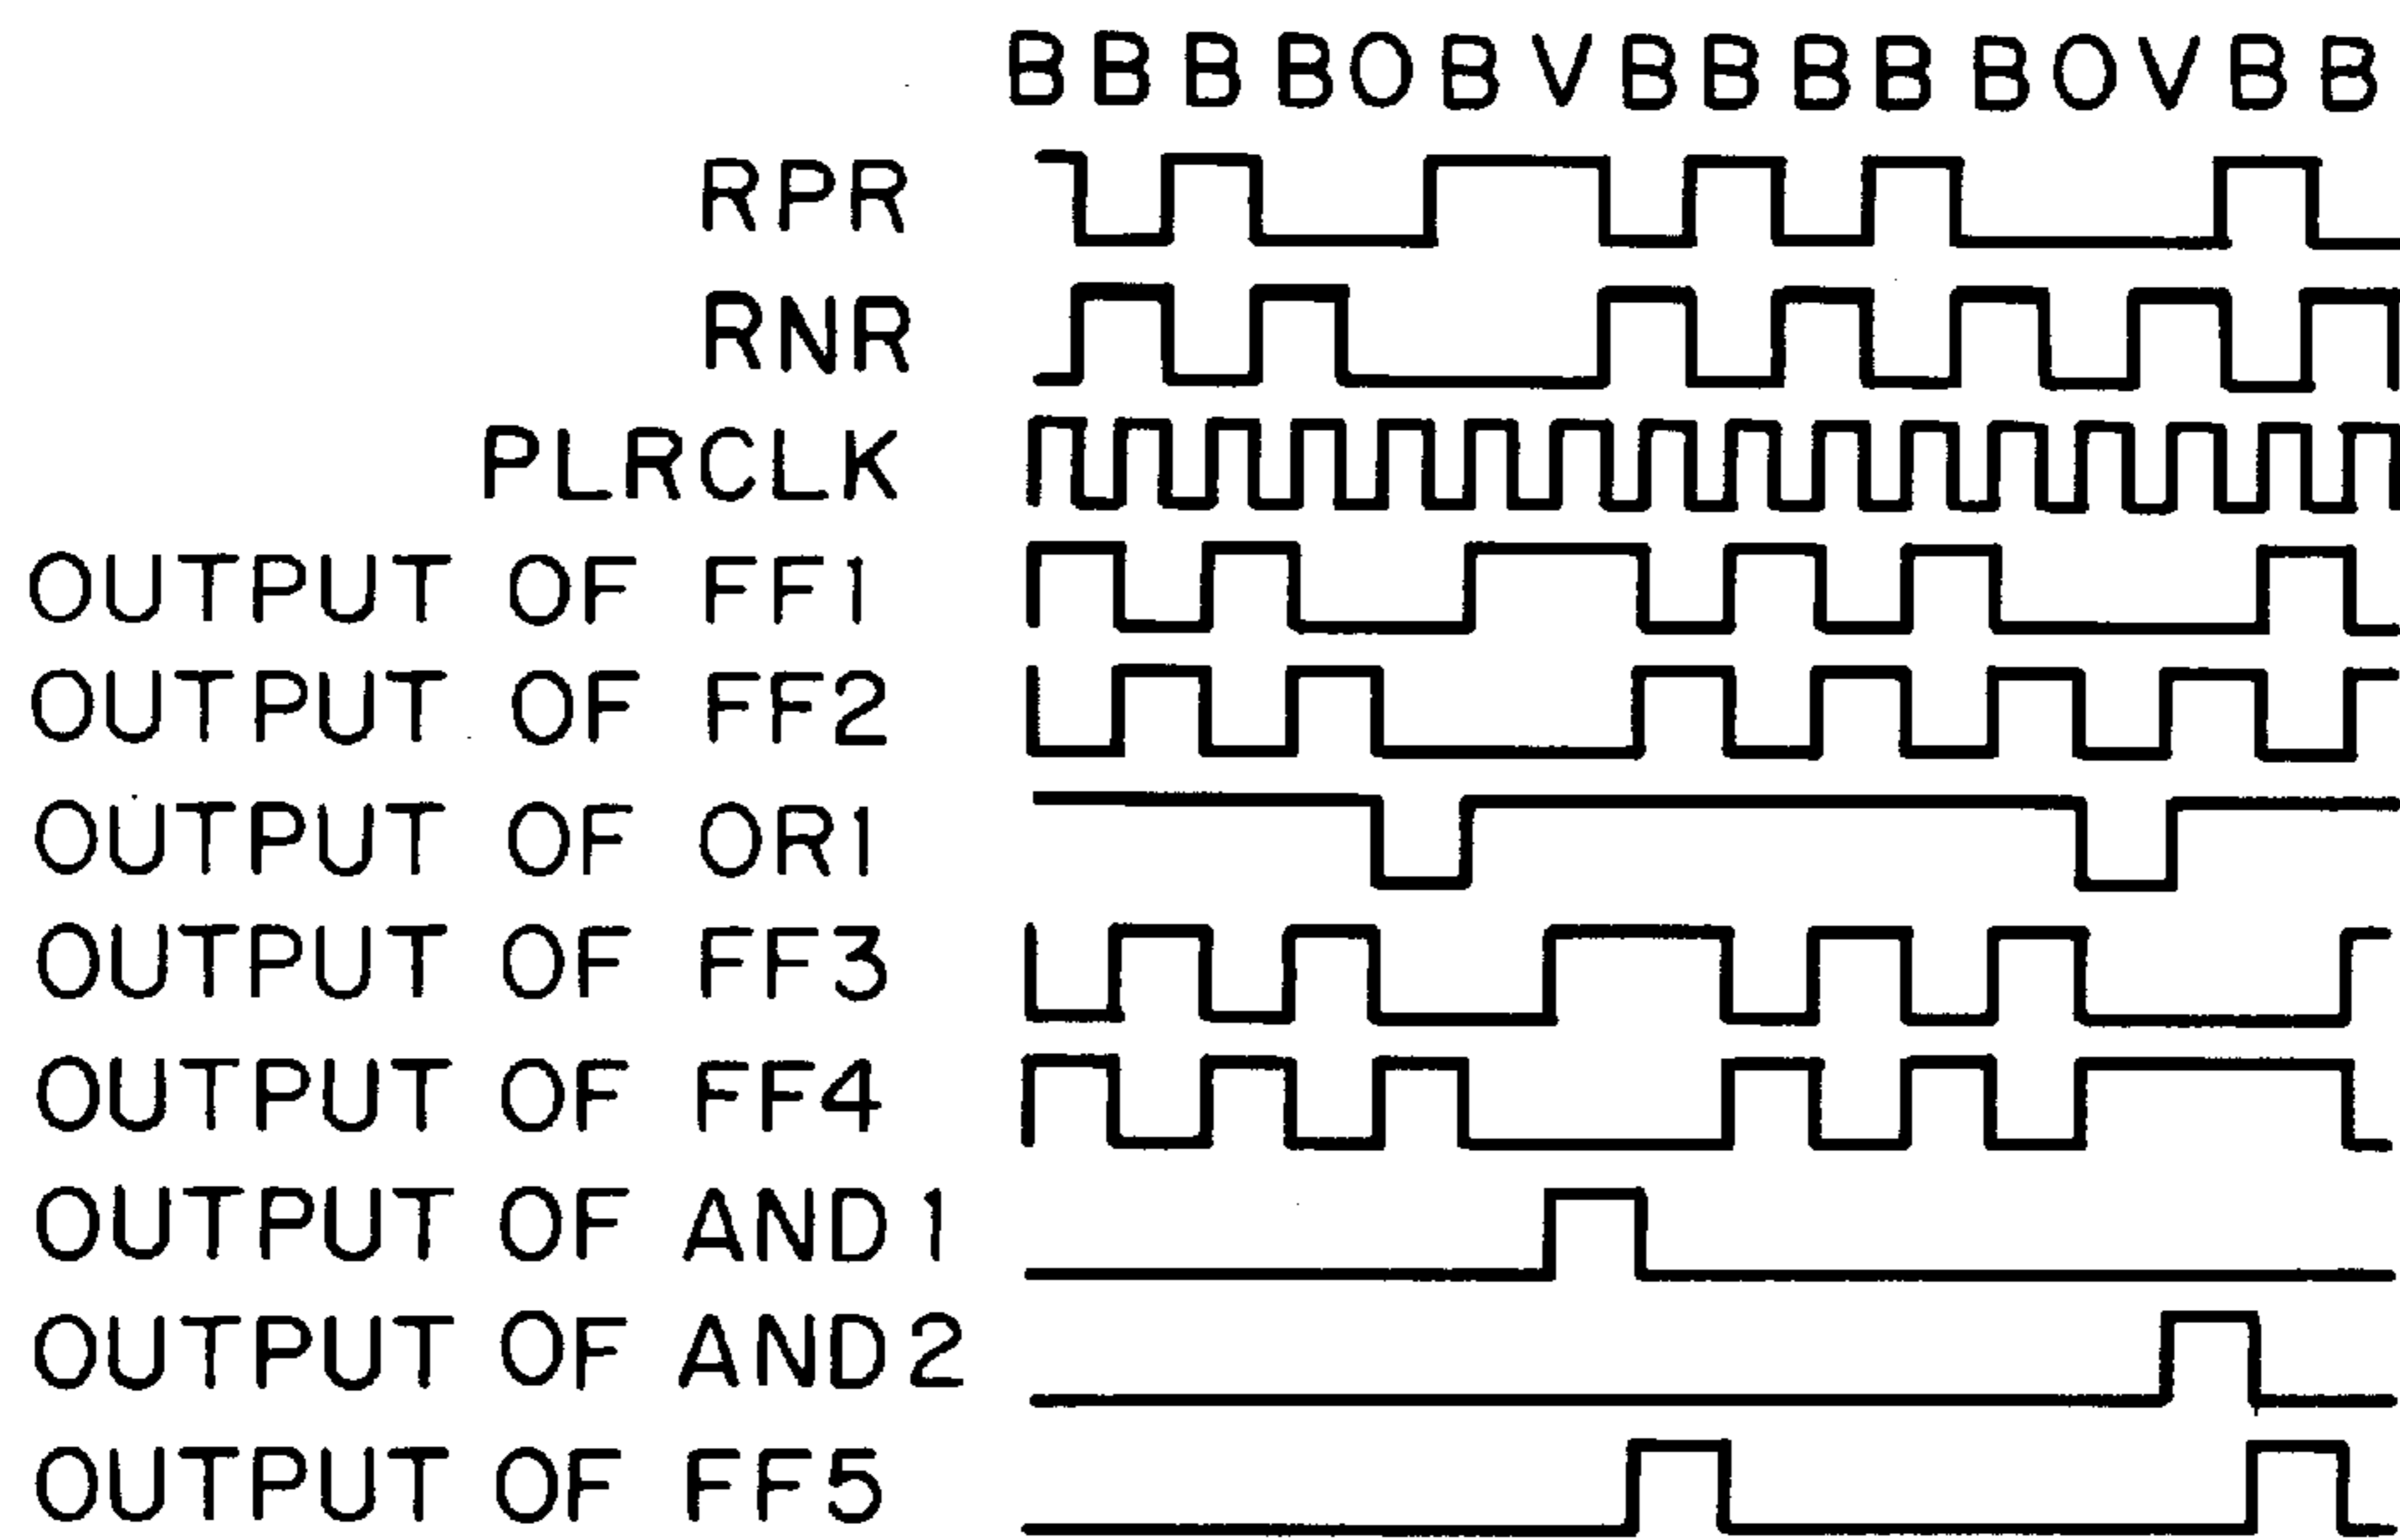 B B B B O B V B B B B B O V B B
RPR
RNR
PLRCLK
OUTPUT OF FF1
OUTPUT OF FF2
OUTPUT OF OR1
OUTPUT OF FF3
OUTPUT OF FF4
OUTPUT OF AND1
OUTPUT OF AND2
OUTPUT OF FF5